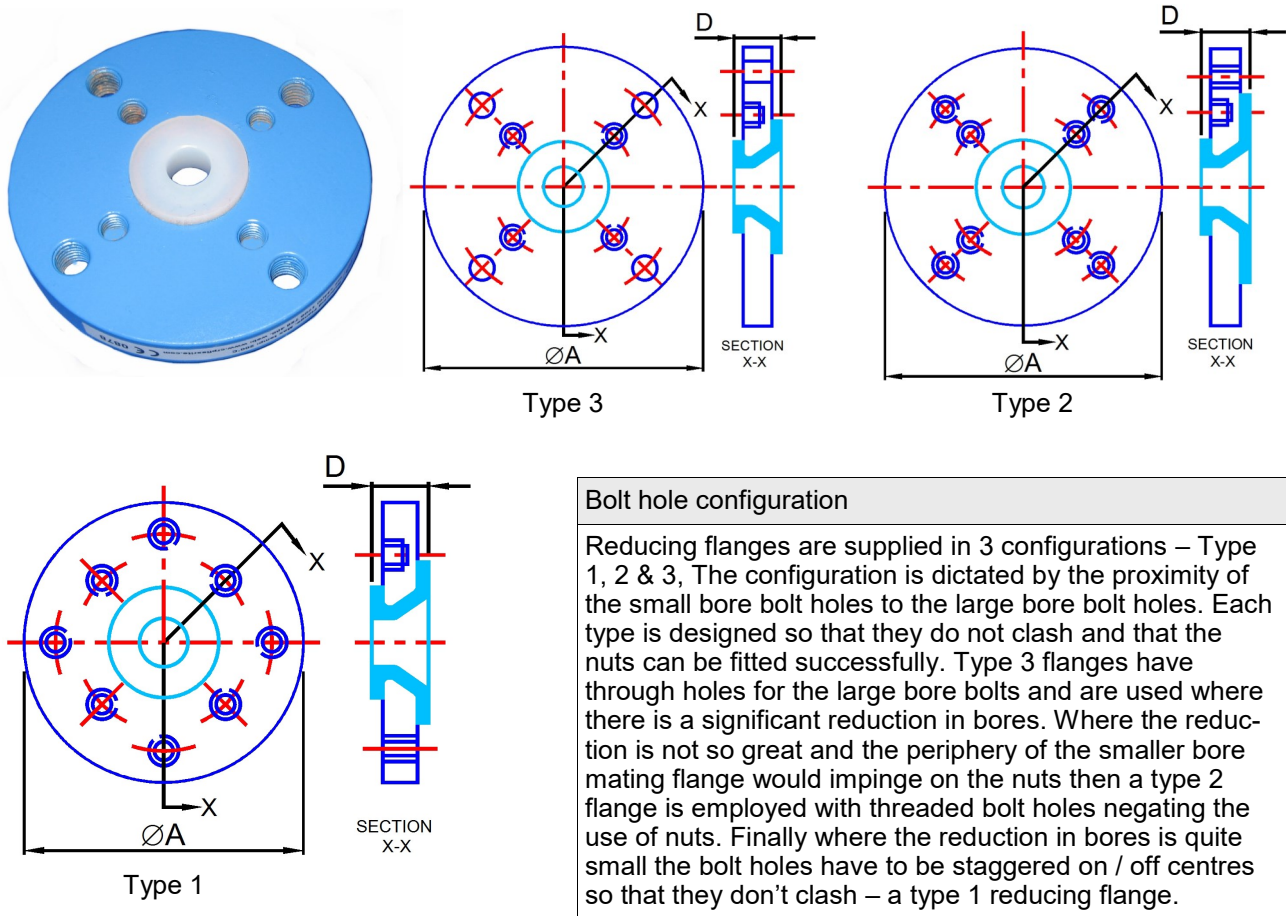 D
X
X
ØA
SECTION
X-X
Type 3
D
X
X
ØA
SECTION
X-X
Type 2
D
X
X
ØA
SECTION
X-X
Type 1
Bolt hole configuration
Reducing flanges are supplied in 3 configurations – Type
1, 2 & 3, The configuration is dictated by the proximity of
the small bore bolt holes to the large bore bolt holes. Each
type is designed so that they do not clash and that the
nuts can be fitted successfully. Type 3 flanges have
through holes for the large bore bolts and are used where
there is a significant reduction in bores. Where the reduc-
tion is not so great and the periphery of the smaller bore
mating flange would impinge on the nuts then a type 2
flange is employed with threaded bolt holes negating the
use of nuts. Finally where the reduction in bores is quite
small the bolt holes have to be staggered on / off centres
so that they don’t clash – a type 1 reducing flange.